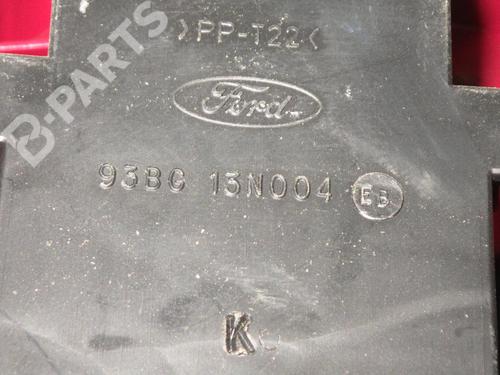 >PP-T22<
B-PARTS
Ford
93BG 13N004 EB
K